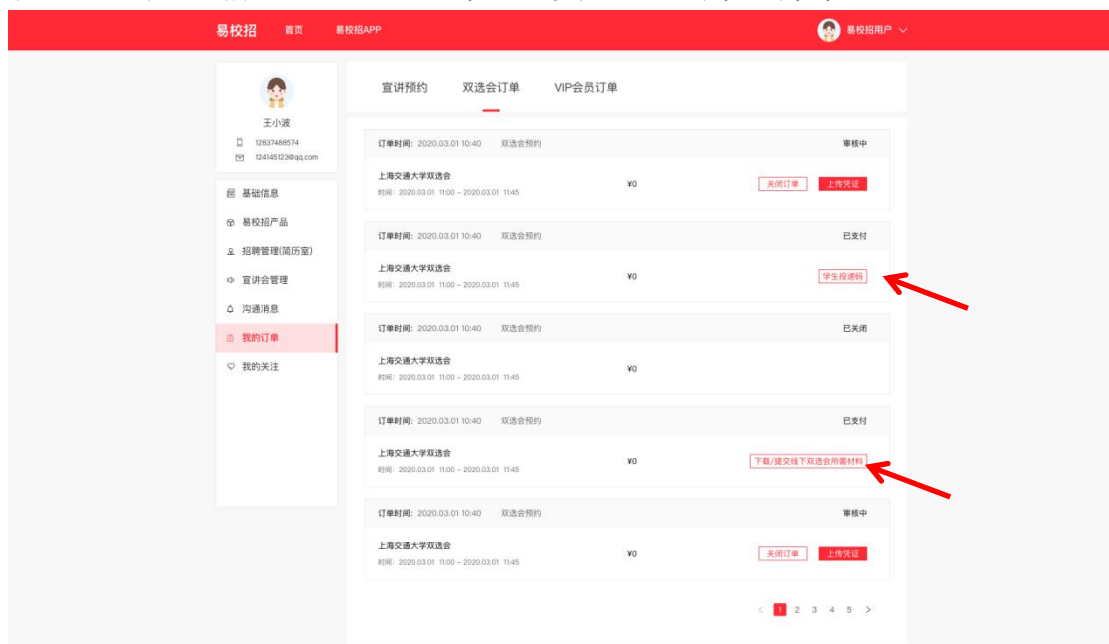 易校招 首页 易校招APP 易校招用户
王小波
12837488574
124145123@qq.com
基础信息
易校招产品
招聘管理(简历室)
宣讲会管理
沟通消息
我的订单
我的关注
宣讲预约 双选会订单 VIP会员订单
订单时间: 2020.03.01 10:40 双选会预约 审核中
上海交通大学双选会
时间: 2020.03.01 11:00 ~ 2020.03.01 11:45
¥0 关闭订单 上传凭证
订单时间: 2020.03.01 10:40 双选会预约 已支付
上海交通大学双选会
时间: 2020.03.01 11:00 ~ 2020.03.01 11:45
¥0 学生投递码
订单时间: 2020.03.01 10:40 双选会预约 已关闭
上海交通大学双选会
时间: 2020.03.01 11:00 ~ 2020.03.01 11:45
¥0
订单时间: 2020.03.01 10:40 双选会预约 已支付
上海交通大学双选会
时间: 2020.03.01 11:00 ~ 2020.03.01 11:45
¥0 下载/提交线下双选会所需材料
订单时间: 2020.03.01 10:40 双选会预约 审核中
上海交通大学双选会
时间: 2020.03.01 11:00 ~ 2020.03.01 11:45
¥0 关闭订单 上传凭证
< 1 2 3 4 5 >